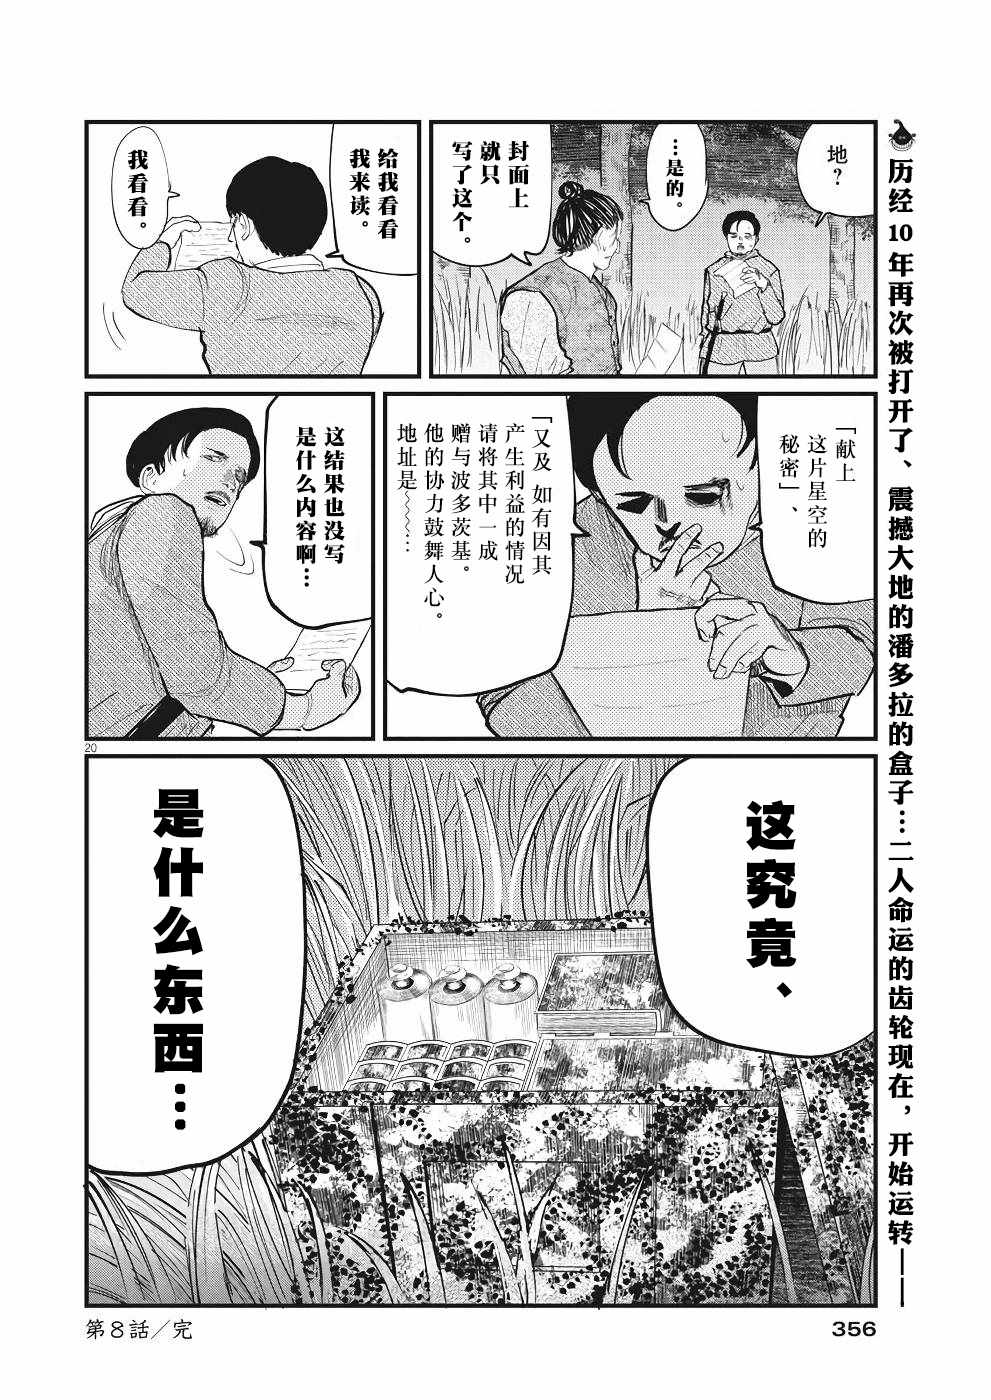 历经10年再次被打开了、震撼大地的潘多拉的盒子…二人命运的齿轮现在，开始运转——
地？
…是的。
封面上
就只
写了这个。
给我看看
我来读。
我看看。
「献上
这片星空的
秘密」、
「又及 如有因其
产生利益的情况
请将其中一成
赠与波多茨基。
他的协力鼓舞人心。
地址是～～～…
这结果也没写
是什么内容啊…
20
这究竟、
是什么东西…
第8話／完
356